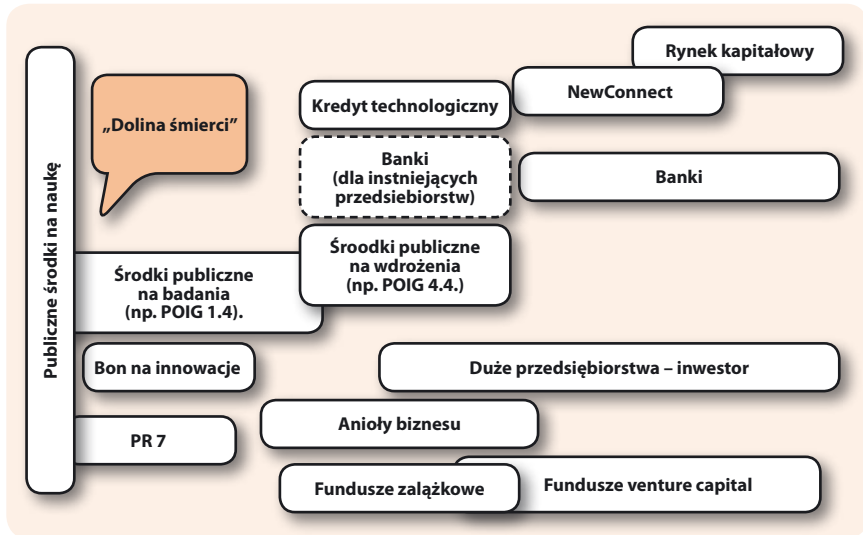 Publiczne środki na naukę
„Dolina śmierci”
Kredyt technologiczny
NewConnect
Rynek kapitałowy
Banki
(dla instniejących
przedsiebiorstw)
Banki
Środki publiczne
na badania
(np. POIG 1.4).
Śroodki publiczne
na wdrożenia
(np. POIG 4.4.)
Bon na innowacje
Duże przedsiębiorstwa – inwestor
PR 7
Anioły biznesu
Fundusze zalążkowe
Fundusze venture capital